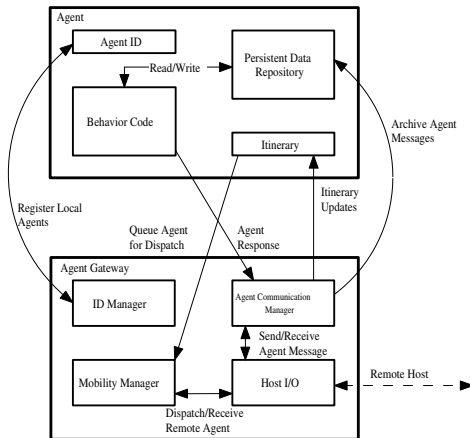 Agent
Agent ID
Persistent Data
Repository
Read/Write
Behavior Code
Itinerary
Archive Agent
Messages
Itinerary
Updates
Register Local
Agents
Queue Agent
for Dispatch
Agent
Response
Agent Gateway
ID Manager
Agent Communication
Manager
Send/Receive
Agent Message
Mobility Manager
Host I/O
Remote Host
Dispatch/Receive
Remote Agent